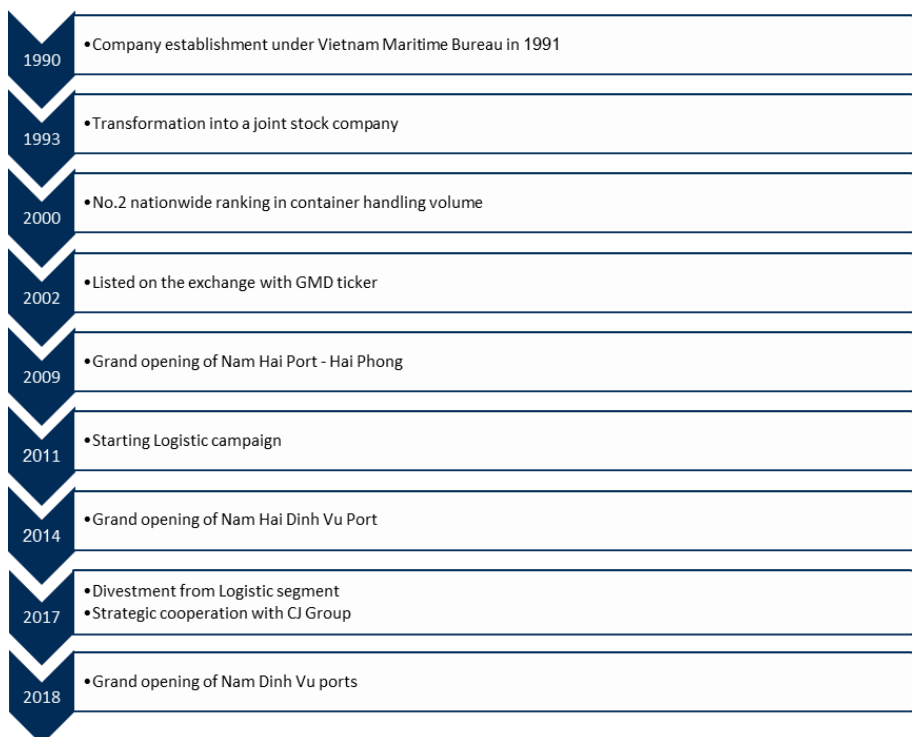 1990
•Company establishment under Vietnam Maritime Bureau in 1991
1993
•Transformation into a joint stock company
2000
•No.2 nationwide ranking in container handling volume
2002
•Listed on the exchange with GMD ticker
2009
•Grand opening of Nam Hai Port - Hai Phong
2011
•Starting Logistic campaign
2014
•Grand opening of Nam Hai Dinh Vu Port
2017
•Divestment from Logistic segment
•Strategic cooperation with CJ Group
2018
•Grand opening of Nam Dinh Vu ports